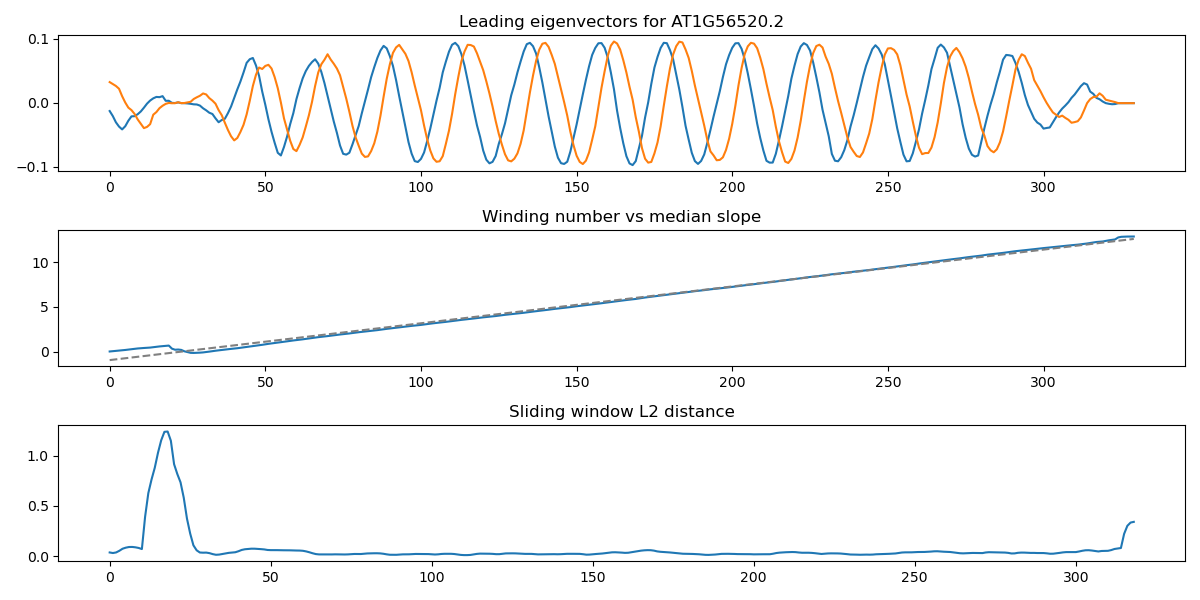 Leading eigenvectors for AT1G56520.2
0.1
0.0
−0.1
0 50 100 150 200 250 300
Winding number vs median slope
10
5
0
0 50 100 150 200 250 300
Sliding window L2 distance
1.0
0.5
0.0
0 50 100 150 200 250 300